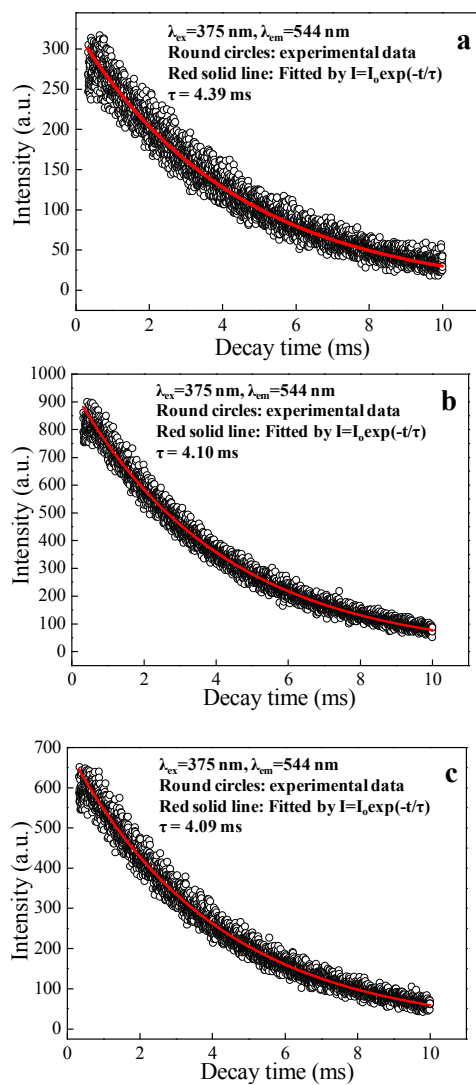 a
λex=375 nm, λem=544 nm
Round circles: experimental data
Red solid line: Fitted by I=Ioexp(-t/τ)
τ = 4.39 ms
Intensity (a.u.)
300
250
200
150
100
50
0
0 2 4 6 8 10
Decay time (ms)
b
λex=375 nm, λem=544 nm
Round circles: experimental data
Red solid line: Fitted by I=Ioexp(-t/τ)
τ = 4.10 ms
Intensity (a.u.)
1000
900
800
700
600
500
400
300
200
100
0
0 2 4 6 8 10
Decay time (ms)
c
λex=375 nm, λem=544 nm
Round circles: experimental data
Red solid line: Fitted by I=Ioexp(-t/τ)
τ = 4.09 ms
Intensity (a.u.)
700
600
500
400
300
200
100
0
0 2 4 6 8 10
Decay time (ms)